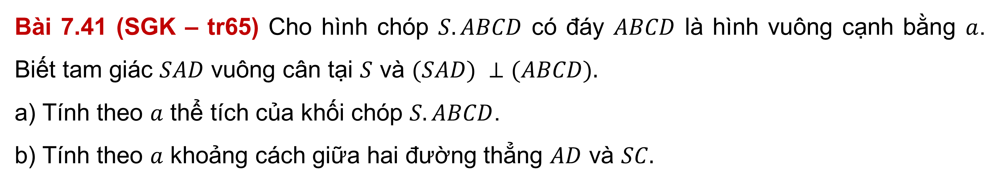 Bài 7.41 (SGK – tr65) Cho hình chóp S.ABCD có đáy ABCD là hình vuông cạnh bằng a.
Biết tam giác SAD vuông cân tại S và (SAD) ⊥ (ABCD).
a) Tính theo a thể tích của khối chóp S.ABCD.
b) Tính theo a khoảng cách giữa hai đường thẳng AD và SC.